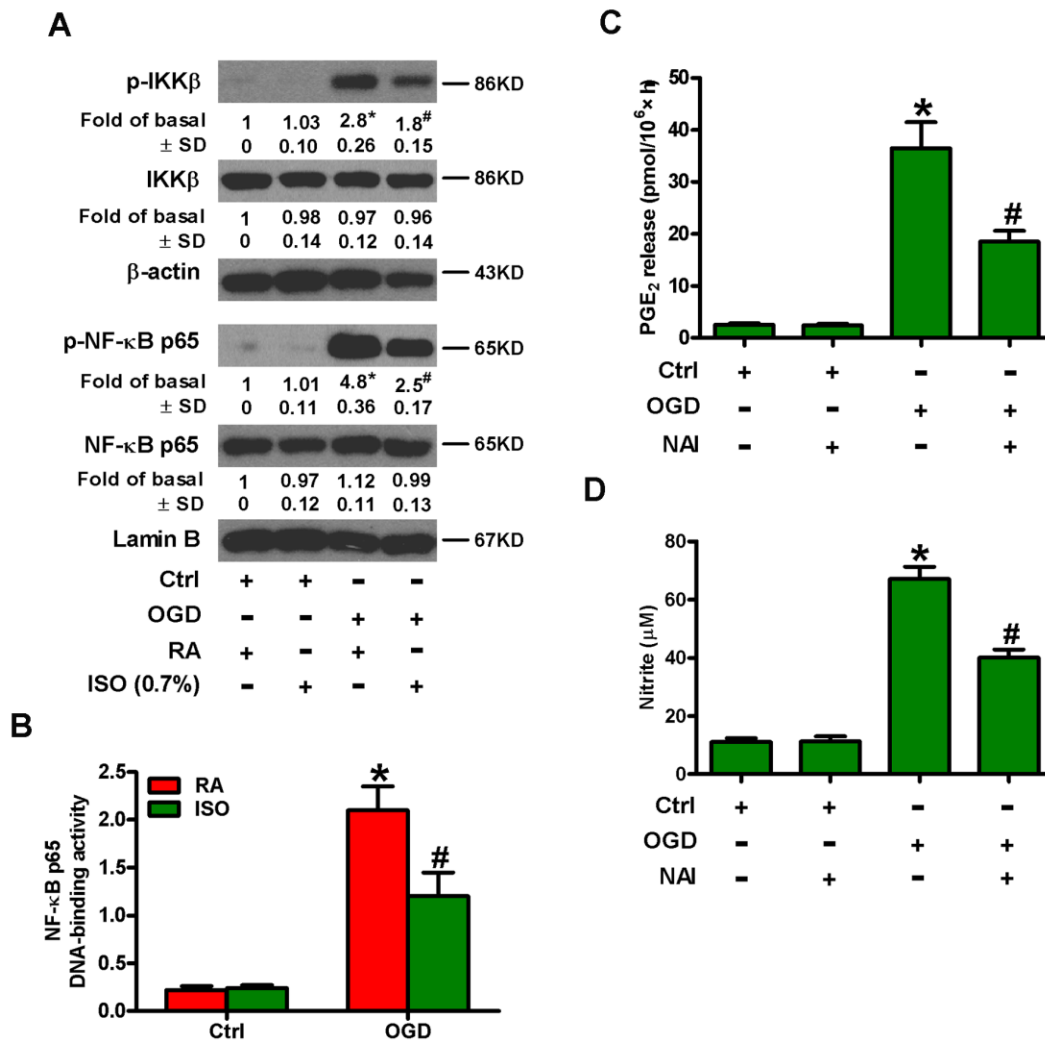 A
p-IKKβ
86KD
Fold of basal 1 1.03 2.8* 1.8#
± SD 0 0.10 0.26 0.15
IKKβ
86KD
Fold of basal 1 0.98 0.97 0.96
± SD 0 0.14 0.12 0.14
β-actin
43KD
p-NF-κB p65
65KD
Fold of basal 1 1.01 4.8* 2.5#
± SD 0 0.11 0.36 0.17
NF-κB p65
65KD
Fold of basal 1 0.97 1.12 0.99
± SD 0 0.12 0.11 0.13
Lamin B
67KD
Ctrl + + - -
OGD - - + +
RA + - + -
ISO (0.7%) - + - +
B
NF-κB p65
DNA-binding activity
2.5
2.0
1.5
1.0
0.5
0.0
RA
ISO
*
#
Ctrl OGD
C
PGE₂ release (pmol/10⁶× h)
50
40
30
20
10
0
*
#
Ctrl + + - -
OGD - - + +
NAI - + - +
D
Nitrite (μM)
80
60
40
20
0
*
#
Ctrl + + - -
OGD - - + +
NAI - + - +